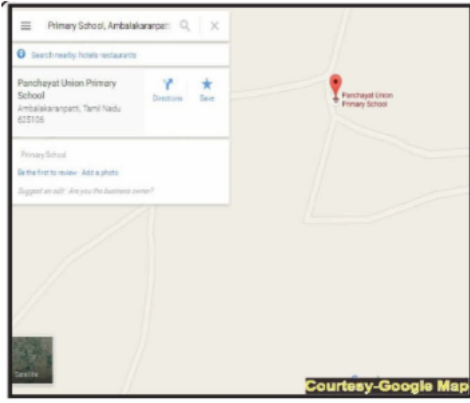 Primary School, Ambalakaranpatt
Search nearby hotels restaurants
Panchayat Union Primary
School
Ambalakaranpatti, Tamil Nadu
625106
Directions
Save
Primary School
Be the first to review · Add a photo
Suggest an edit · Are you the business owner?
Panchayat Union
Primary School
Satellite
Courtesy-Google Map